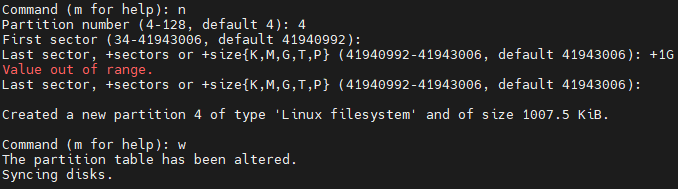 Command (m for help): n
Partition number (4-128, default 4): 4
First sector (34-41943006, default 41940992):
Last sector, +sectors or +size{K,M,G,T,P} (41940992-41943006, default 41943006): +1G
Value out of range.
Last sector, +sectors or +size{K,M,G,T,P} (41940992-41943006, default 41943006):
Created a new partition 4 of type 'Linux filesystem' and of size 1007.5 KiB.
Command (m for help): w
The partition table has been altered.
Syncing disks.